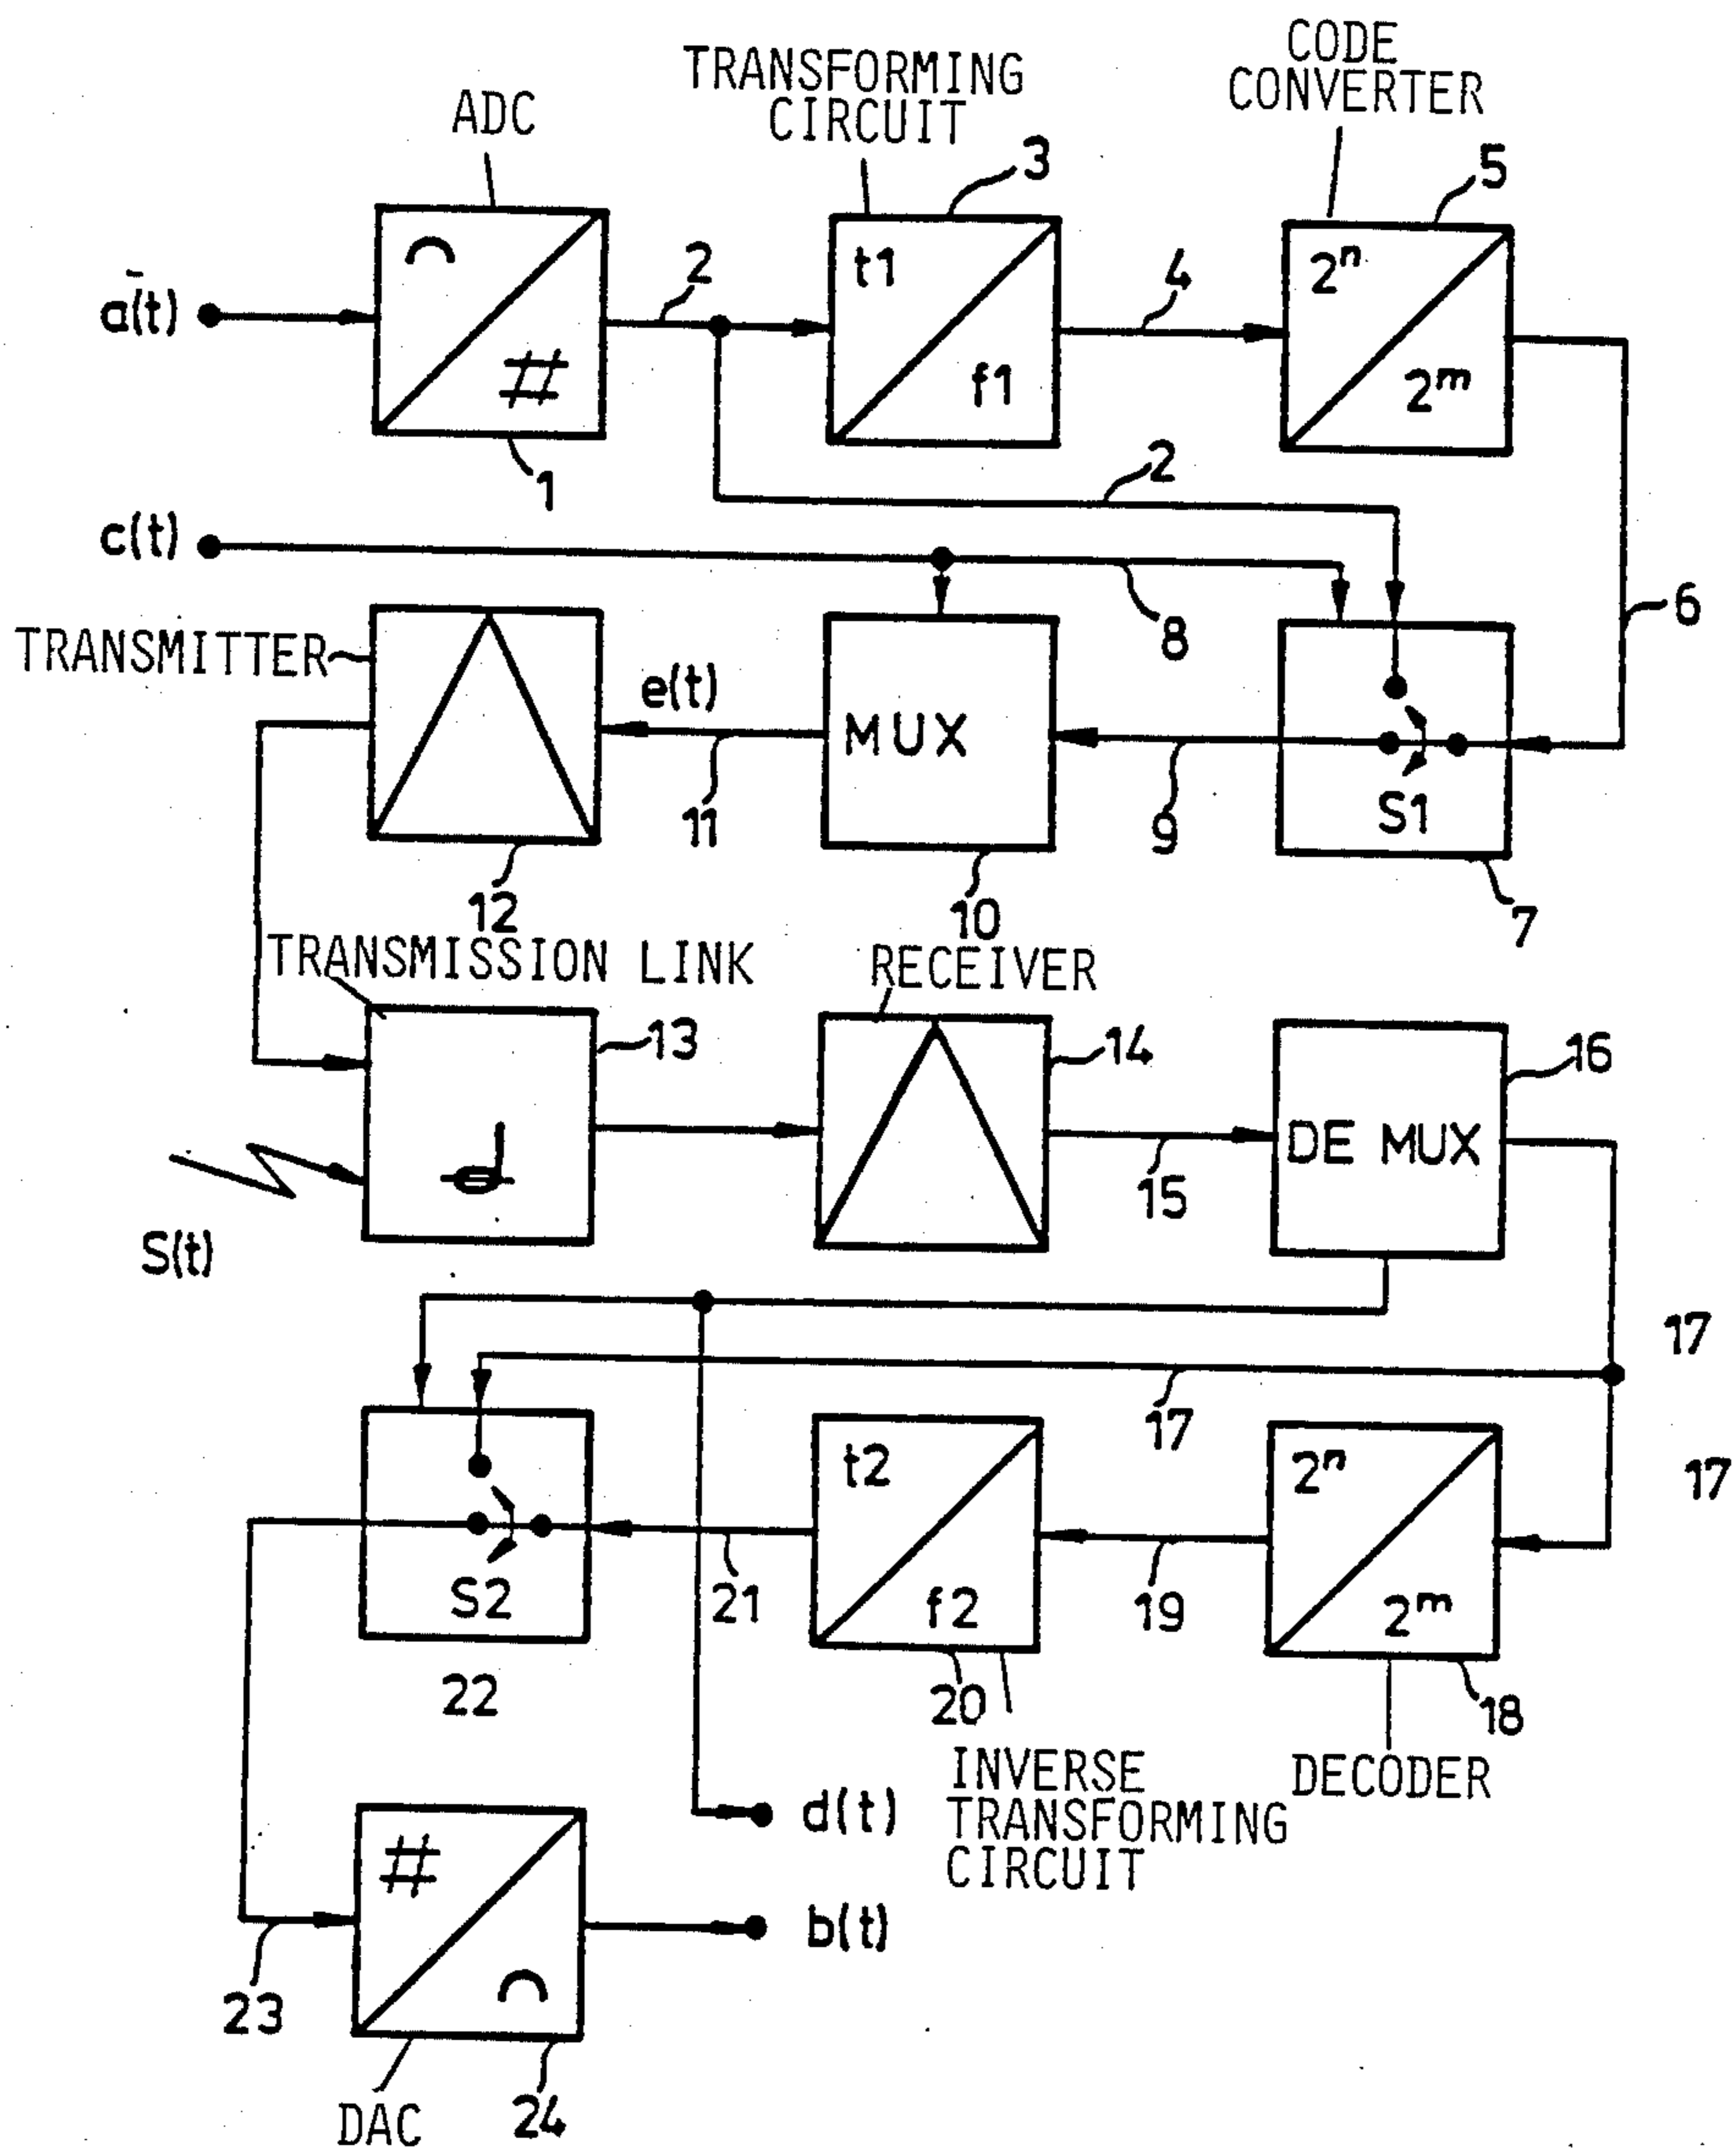 CODE
CONVERTER
TRANSFORMING
CIRCUIT
ADC
3
5
a(t)
2
t1
f1
4
2ⁿ
2ᵐ
#
1
2
c(t)
8
6
TRANSMITTER
e(t)
MUX
S1
11
9
12
10
7
TRANSMISSION LINK
RECEIVER
13
14
16
DE MUX
15
S(t)
17
17
17
t2
f2
2ⁿ
2ᵐ
S2
21
19
22
20
18
INVERSE
TRANSFORMING
CIRCUIT
DECODER
d(t)
#
b(t)
23
24
DAC